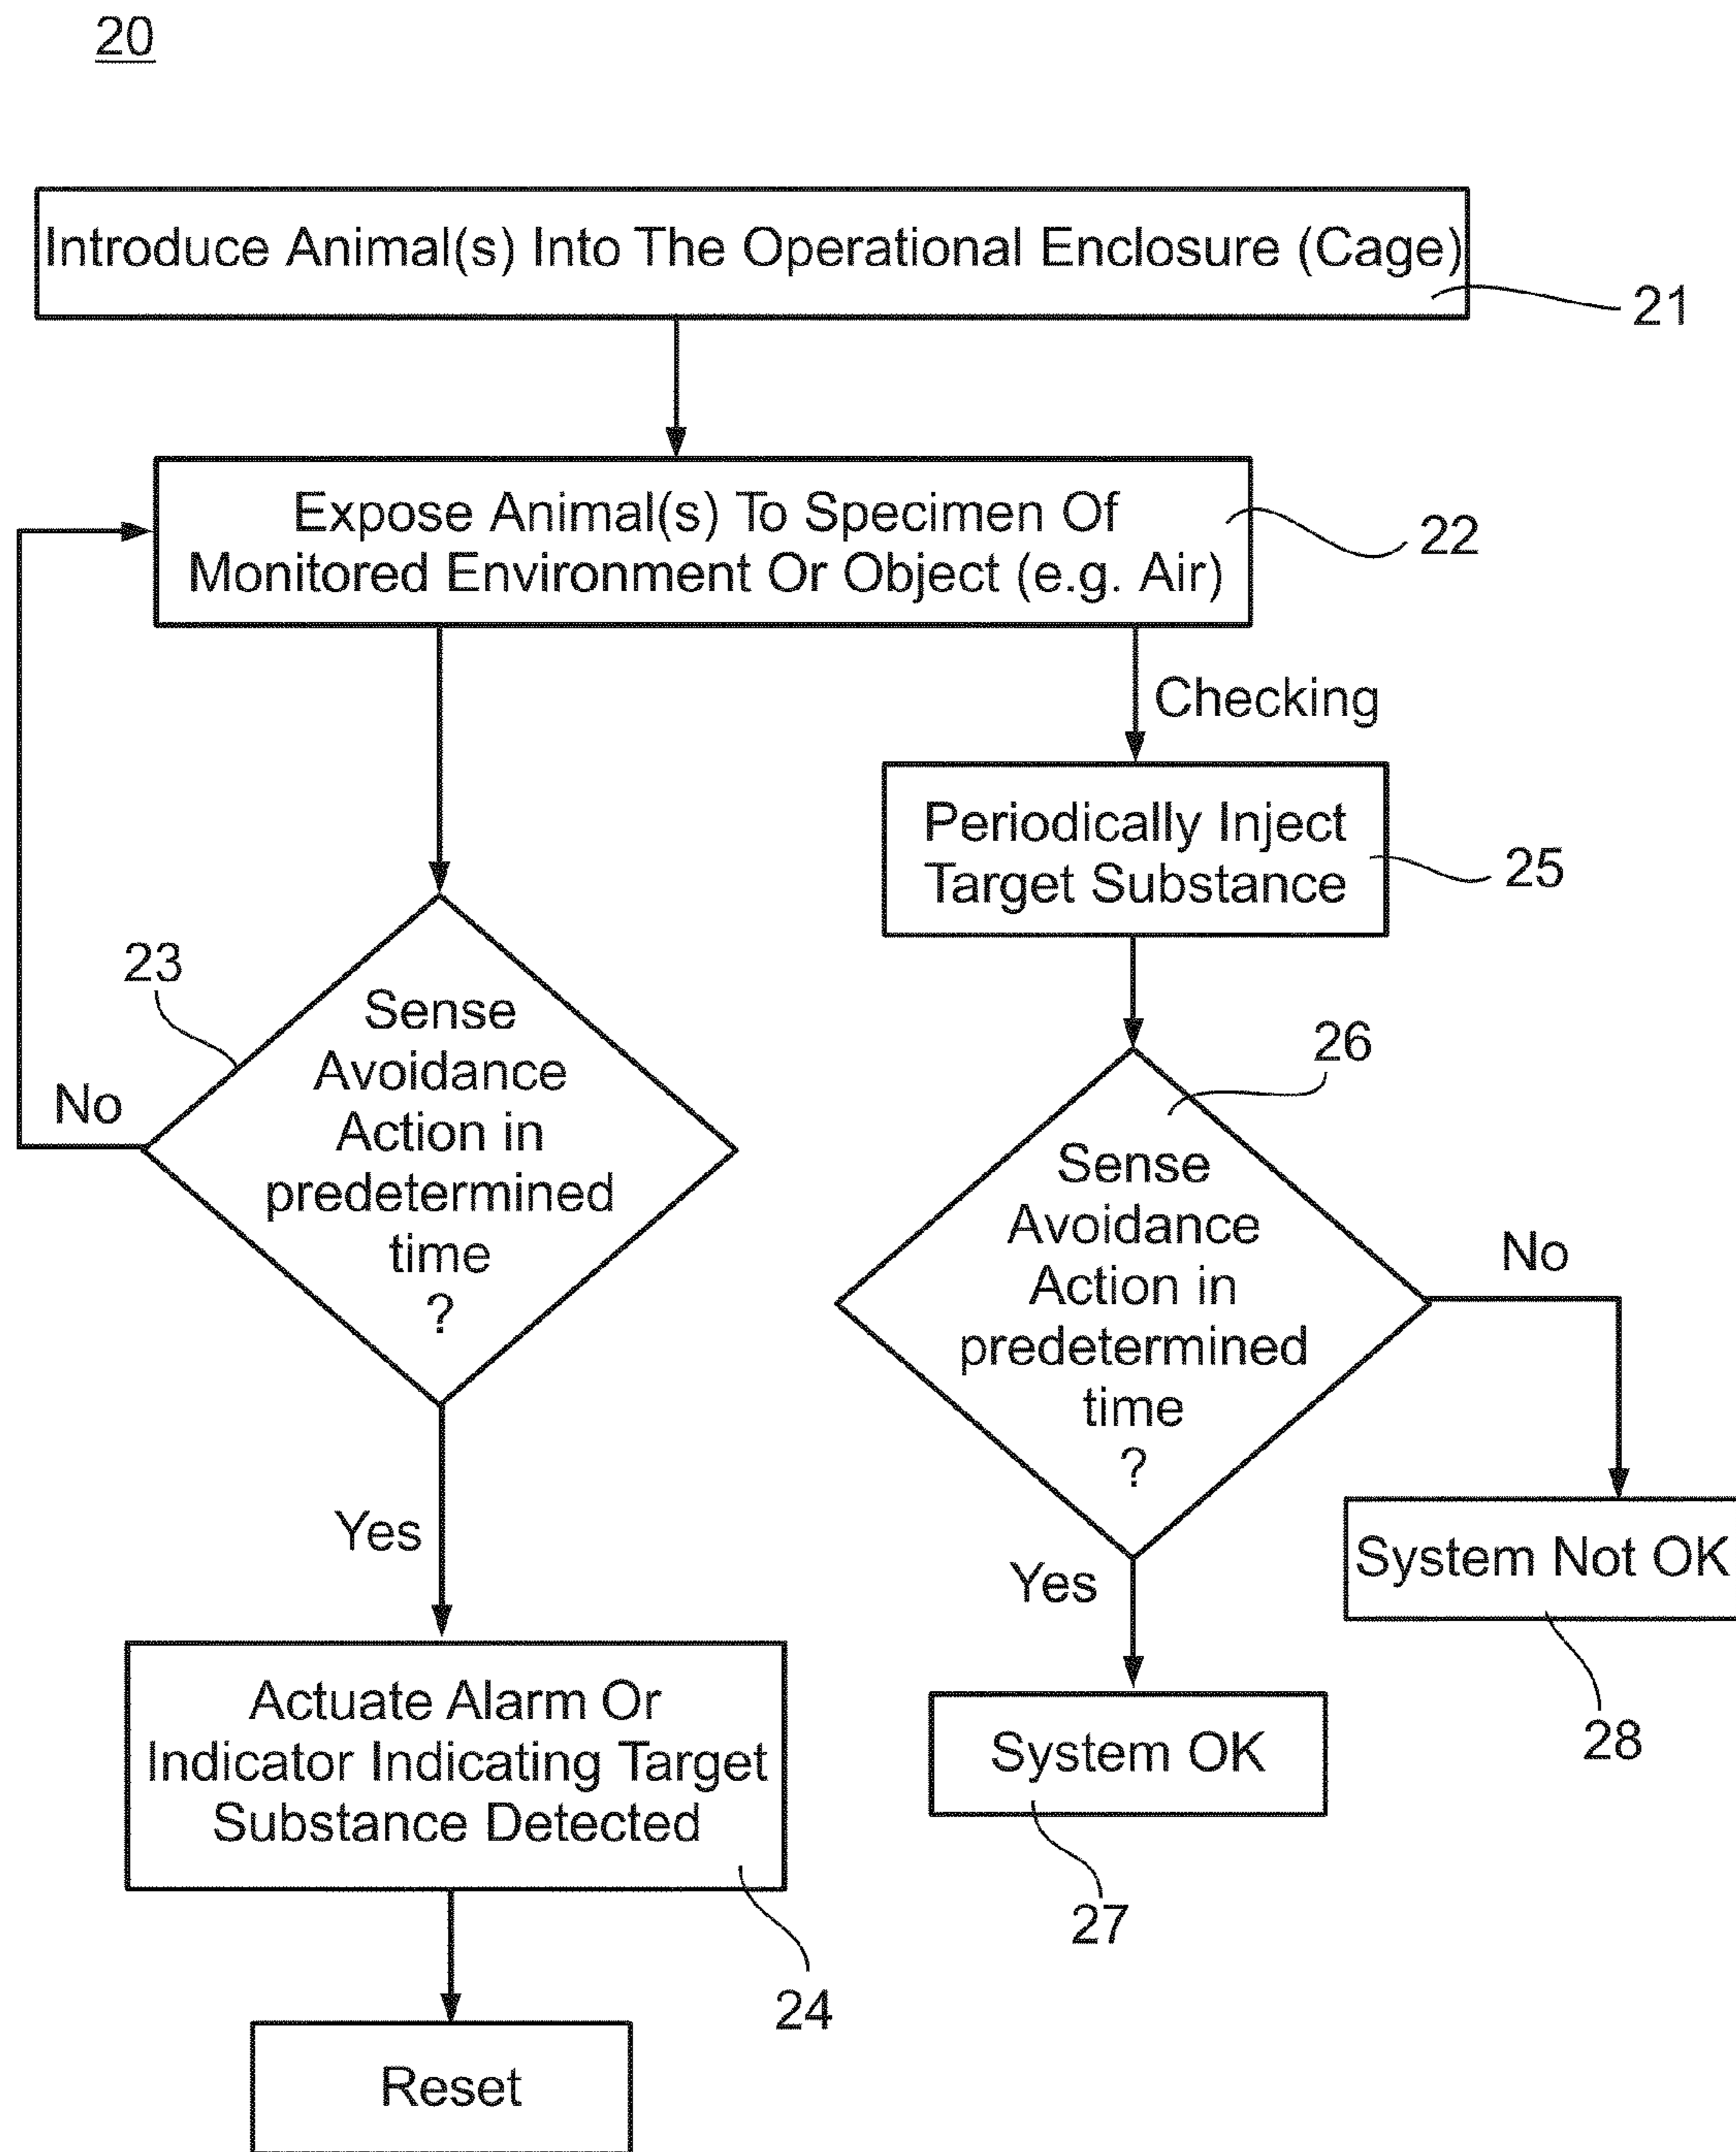 20
Introduce Animal(s) Into The Operational Enclosure (Cage)
21
Expose Animal(s) To Specimen Of
Monitored Environment Or Object (e.g. Air)
22
Checking
Periodically Inject
Target Substance
25
23
Sense
Avoidance
Action in
predetermined
time
?
No
26
Sense
Avoidance
Action in
predetermined
time
?
No
Yes
Yes
System Not OK
28
Actuate Alarm Or
Indicator Indicating Target
Substance Detected
24
System OK
27
Reset